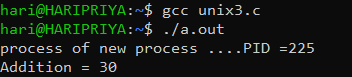 hari@HARIPRIYA:~$ gcc unix3.c
hari@HARIPRIYA:~$ ./a.out
process of new process ....PID =225
Addition = 30